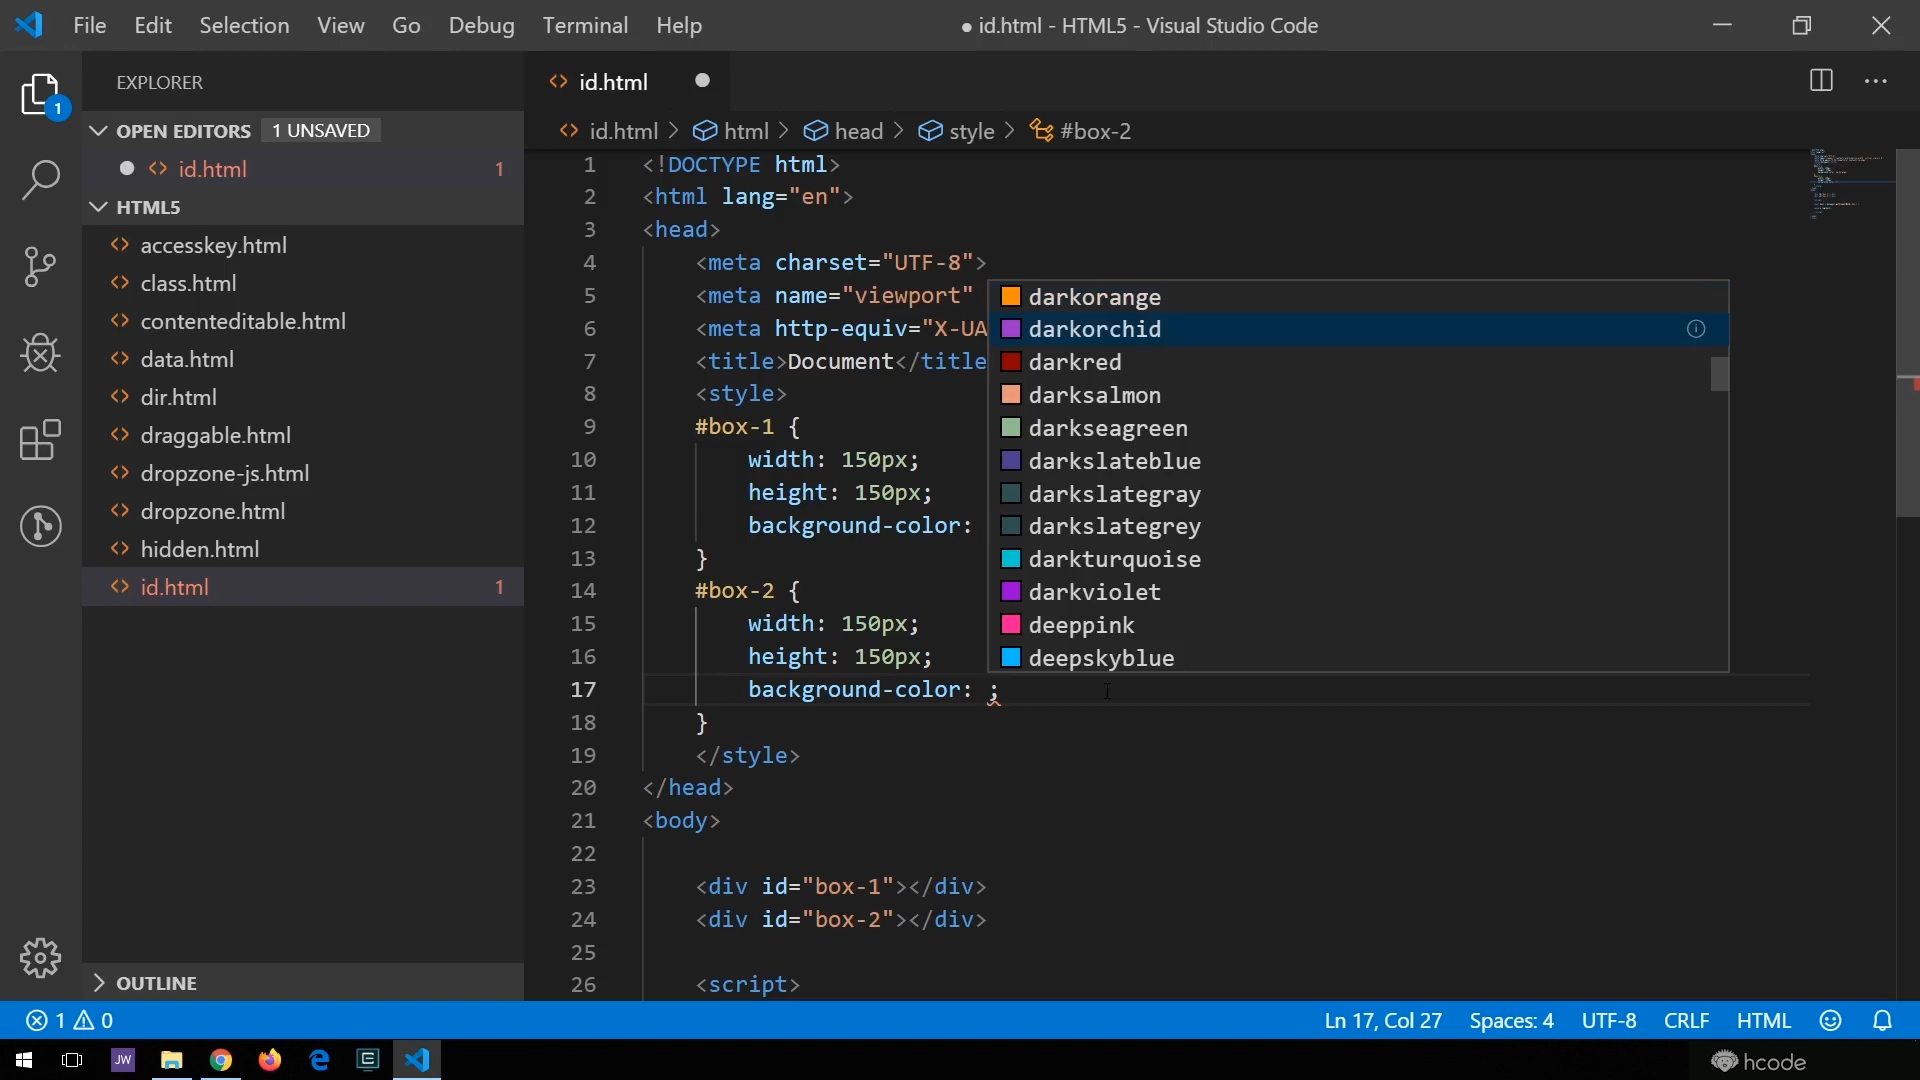 File Edit Selection View Go Debug Terminal Help
● id.html - HTML5 - Visual Studio Code
1
EXPLORER
OPEN EDITORS 1 UNSAVED
id.html 1
HTML5
accesskey.html
class.html
contenteditable.html
data.html
dir.html
draggable.html
dropzone-js.html
dropzone.html
hidden.html
id.html 1
OUTLINE
id.html
id.html > html > head > style > #box-2
1 <!DOCTYPE html>
2 <html lang="en">
3 <head>
4 <meta charset="UTF-8">
5 <meta name="viewport"
6 <meta http-equiv="X-UA
7 <title>Document</title
8 <style>
9 #box-1 {
10 width: 150px;
11 height: 150px;
12 background-color:
13 }
14 #box-2 {
15 width: 150px;
16 height: 150px;
17 background-color: ;
18 }
19 </style>
20 </head>
21 <body>
22
23 <div id="box-1"></div>
24 <div id="box-2"></div>
25
26 <script>
darkorange
darkorchid
darkred
darksalmon
darkseagreen
darkslateblue
darkslategray
darkslategrey
darkturquoise
darkviolet
deeppink
deepskyblue
1 0
Ln 17, Col 27 Spaces: 4 UTF-8 CRLF HTML
JW
hcode